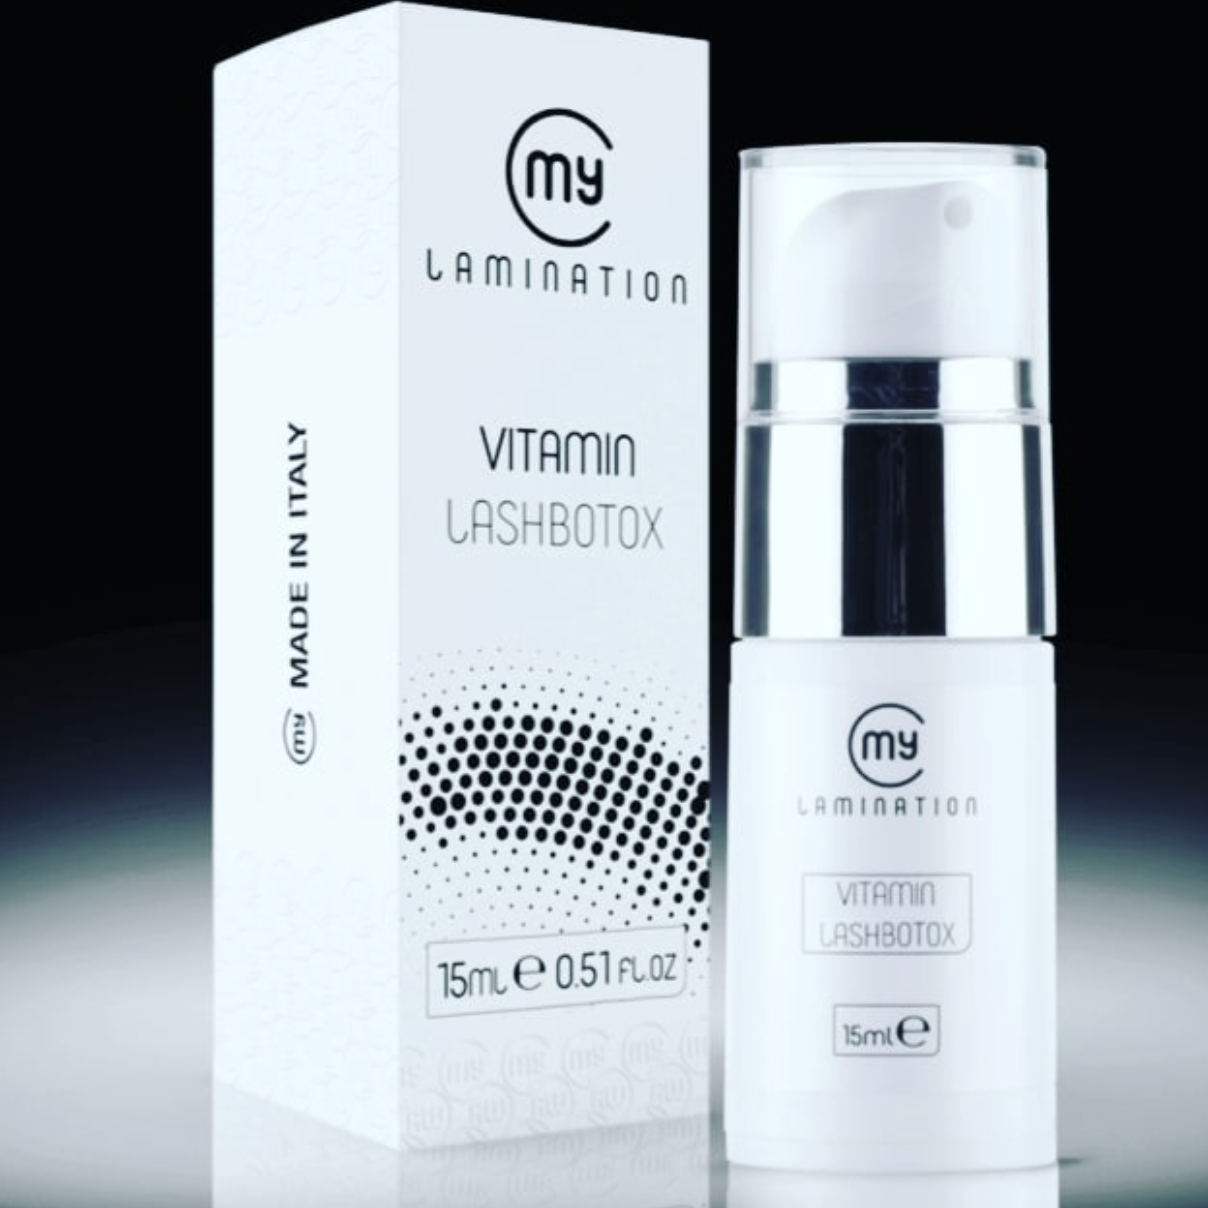 my
LAMINATION
VITAMIN
LASHBOTOX
15ml e 0.51 fl.oz
my MADE IN ITALY
my
LAMINATION
VITAMIN
LASHBOTOX
15ml e